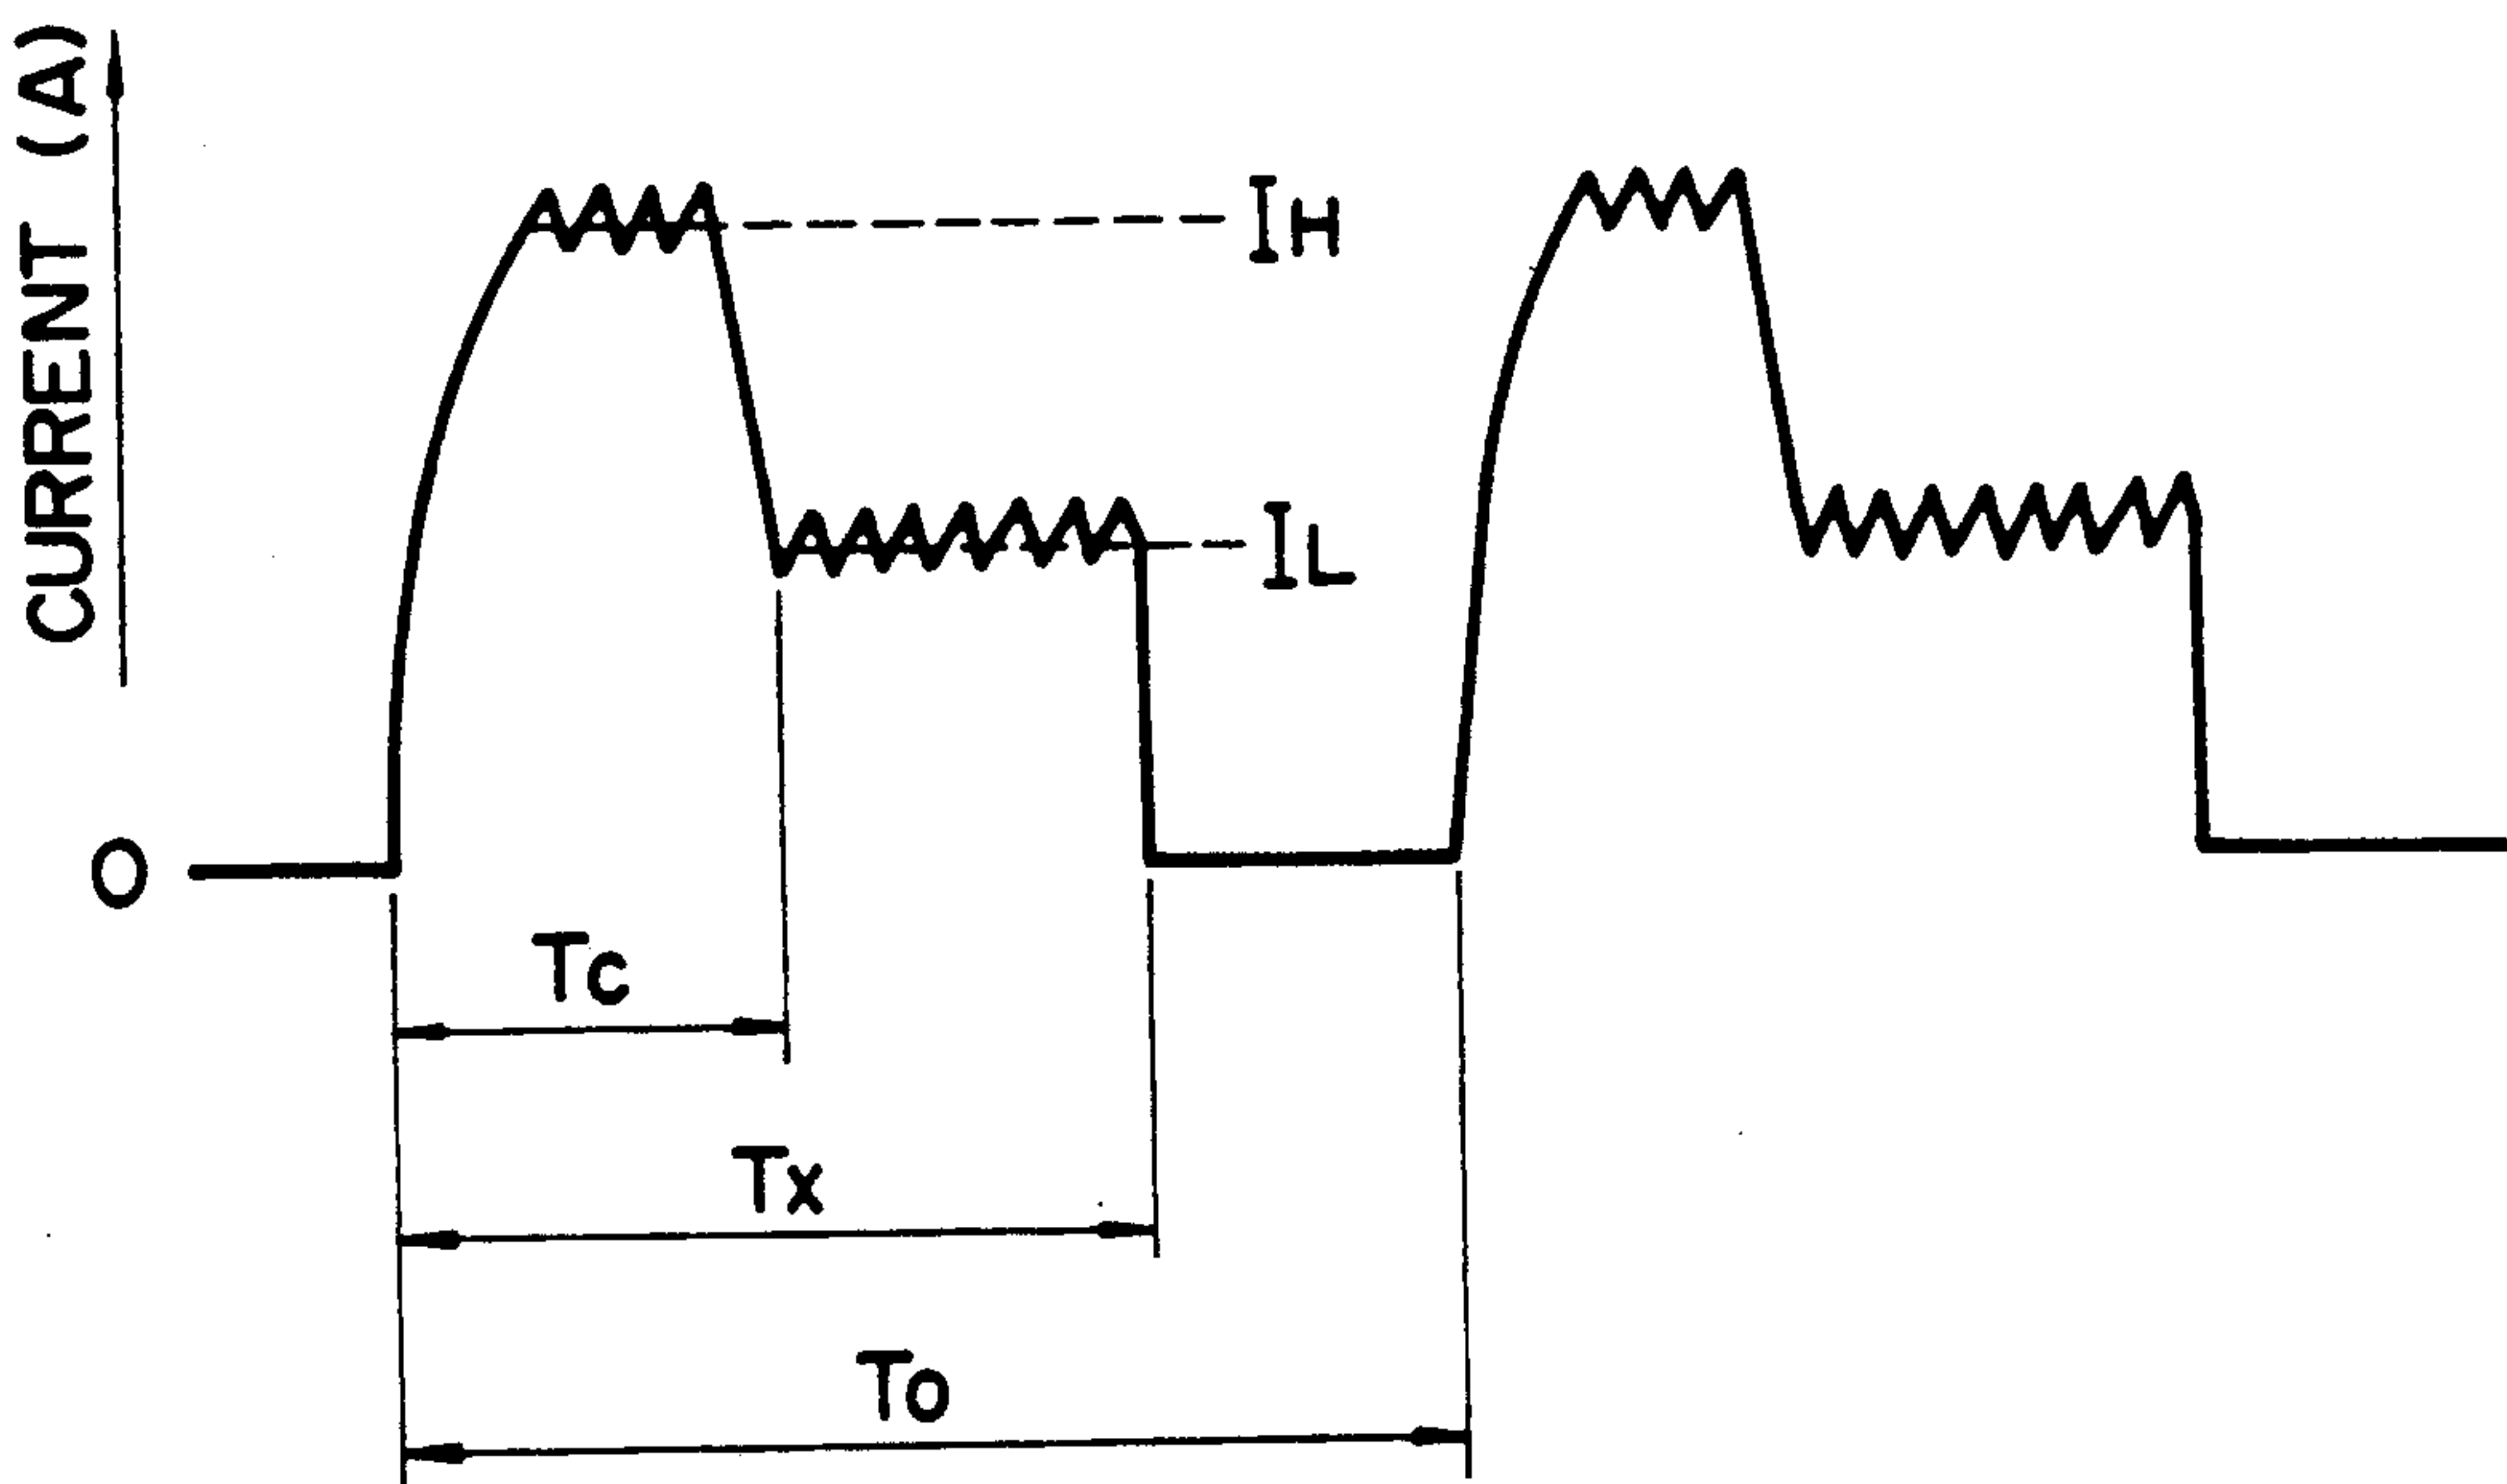 CURRENT (A)
IH
IL
O
Tc
Tx
To